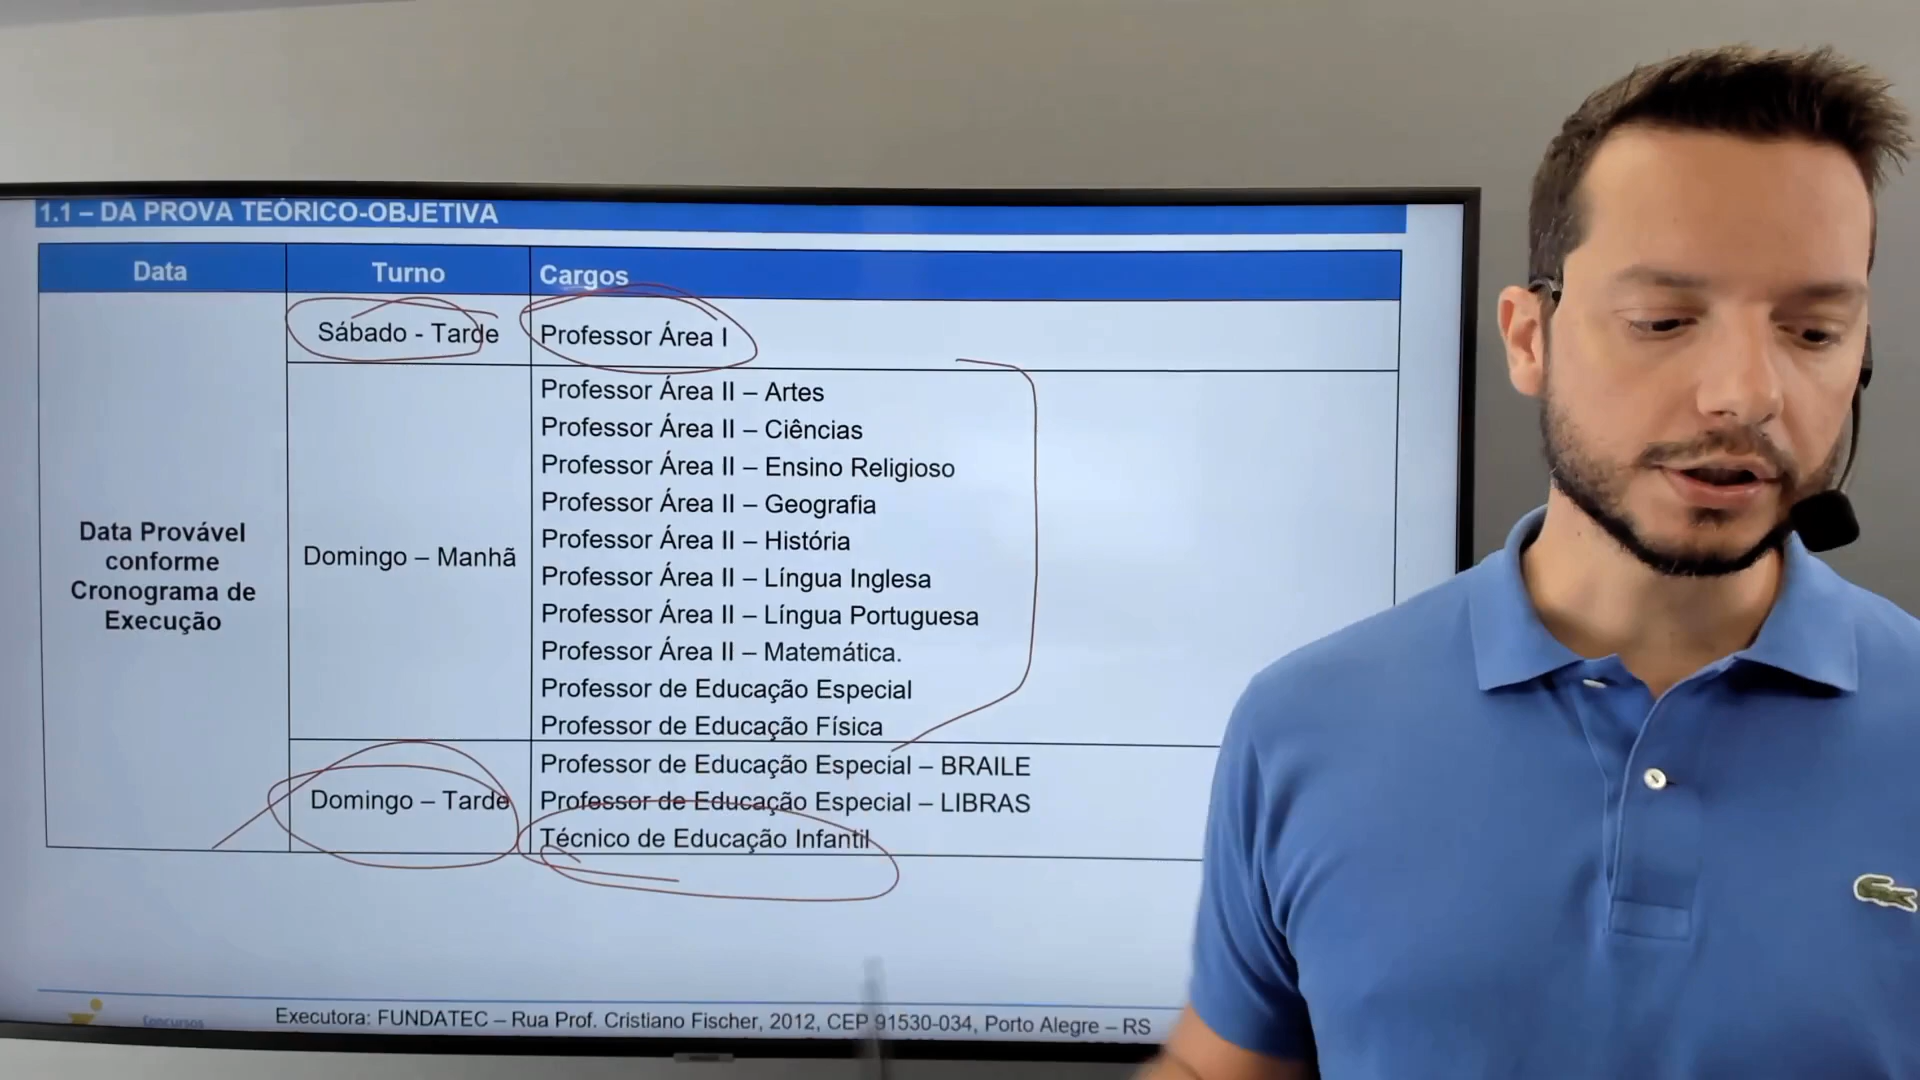 1.1 – DA PROVA TEÓRICO-OBJETIVA
Data
Turno
Cargos
Data Provável
conforme
Cronograma de
Execução
Sábado - Tarde
Professor Área I
Domingo – Manhã
Professor Área II – Artes
Professor Área II – Ciências
Professor Área II – Ensino Religioso
Professor Área II – Geografia
Professor Área II – História
Professor Área II – Língua Inglesa
Professor Área II – Língua Portuguesa
Professor Área II – Matemática.
Professor de Educação Especial
Professor de Educação Física
Domingo – Tarde
Professor de Educação Especial – BRAILE
Professor de Educação Especial – LIBRAS
Técnico de Educação Infantil
Concursos
Executora: FUNDATEC – Rua Prof. Cristiano Fischer, 2012, CEP 91530-034, Porto Alegre – RS